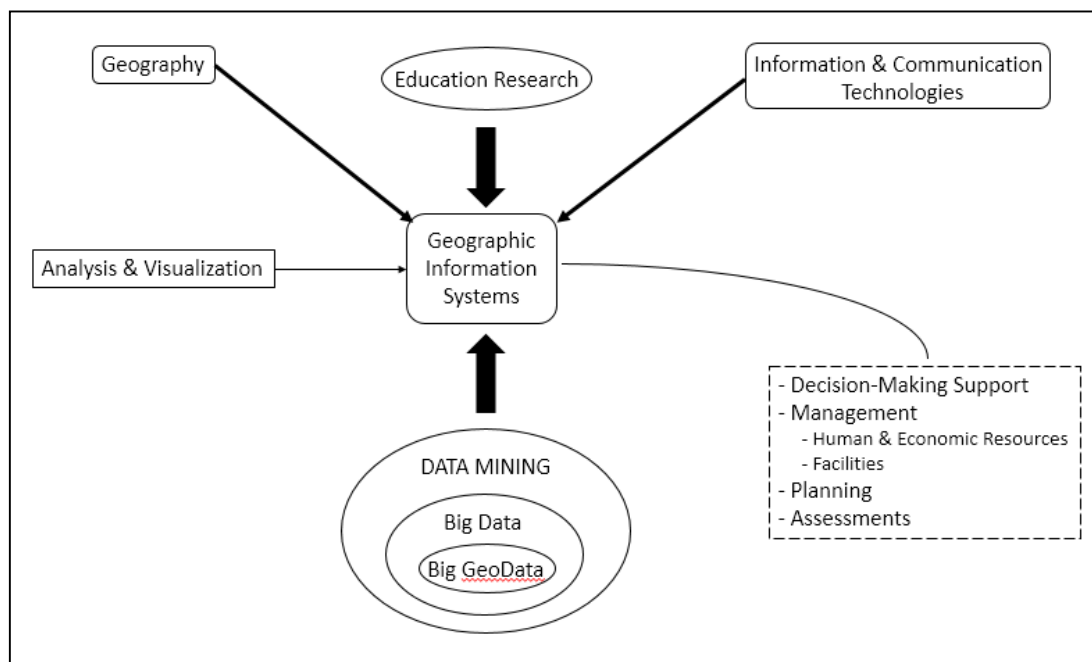 Geography
Education Research
Information & Communication
Technologies
Analysis & Visualization
Geographic
Information
Systems
- Decision-Making Support
- Management
- Human & Economic Resources
- Facilities
- Planning
- Assessments
DATA MINING
Big Data
Big GeoData